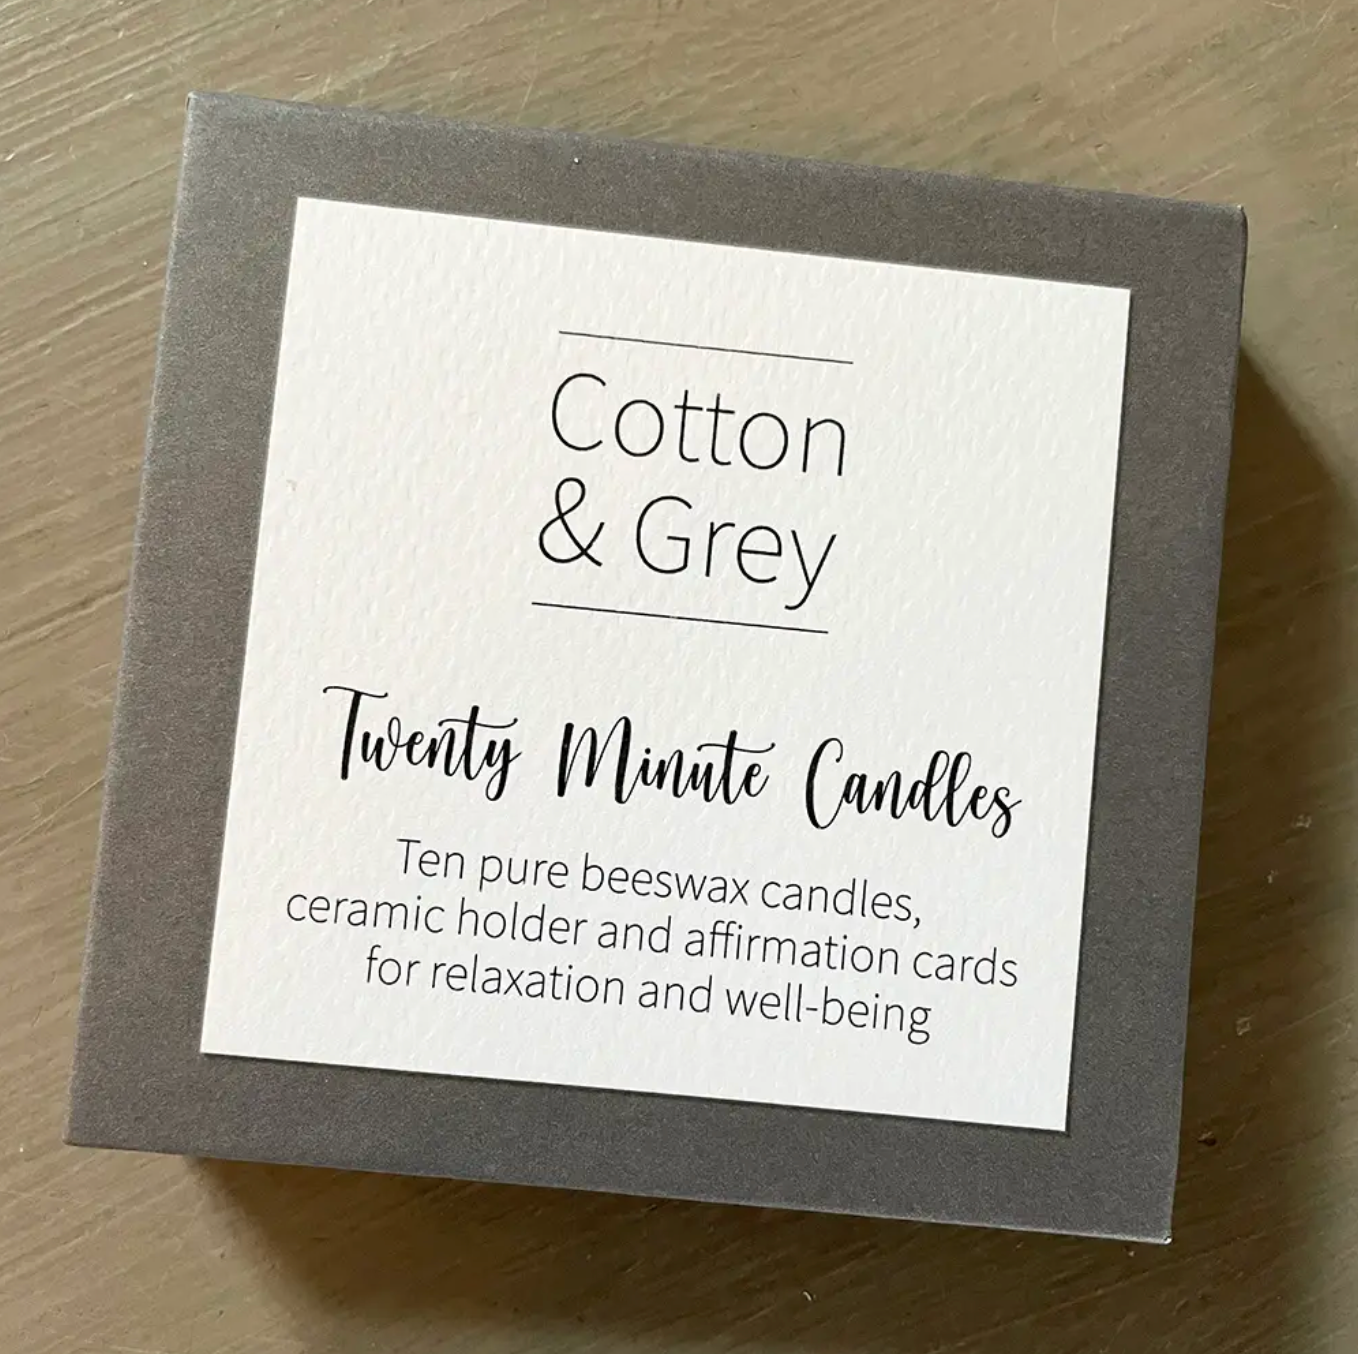 Cotton
& Grey
Twenty Minute Candles
Ten pure beeswax candles,
ceramic holder and affirmation cards
for relaxation and well-being